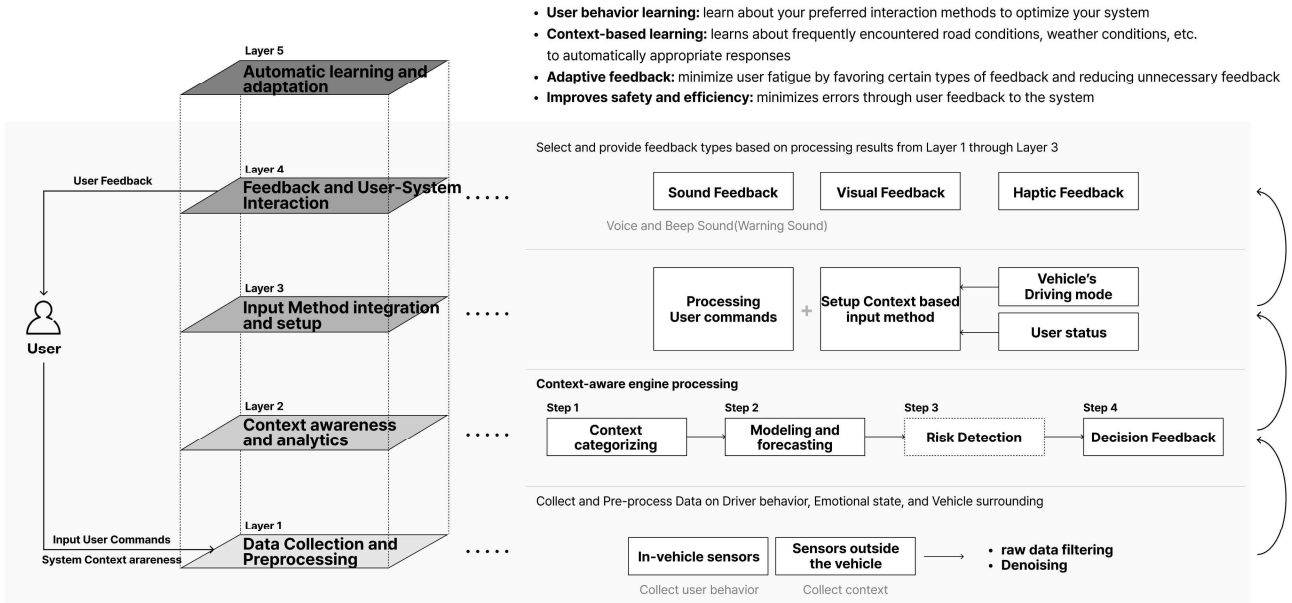 • User behavior learning: learn about your preferred interaction methods to optimize your system
• Context-based learning: learns about frequently encountered road conditions, weather conditions, etc.
to automatically appropriate responses
• Adaptive feedback: minimize user fatigue by favoring certain types of feedback and reducing unnecessary feedback
• Improves safety and efficiency: minimizes errors through user feedback to the system
Layer 5
Automatic learning and
adaptation
Select and provide feedback types based on processing results from Layer 1 through Layer 3
Layer 4
Feedback and User-System
Interaction
User Feedback
Sound Feedback
Visual Feedback
Haptic Feedback
Voice and Beep Sound(Warning Sound)
Layer 3
Input Method integration
and setup
Processing
User commands
+
Setup Context based
input method
Vehicle's
Driving mode
User status
User
Context-aware engine processing
Layer 2
Context awareness
and analytics
Step 1
Context
categorizing
Step 2
Modeling and
forecasting
Step 3
Risk Detection
Step 4
Decision Feedback
Collect and Pre-process Data on Driver behavior, Emotional state, and Vehicle surrounding
Layer 1
Data Collection and
Preprocessing
Input User Commands
System Context arareness
In-vehicle sensors
Collect user behavior
Sensors outside
the vehicle
Collect context
• raw data filtering
• Denoising